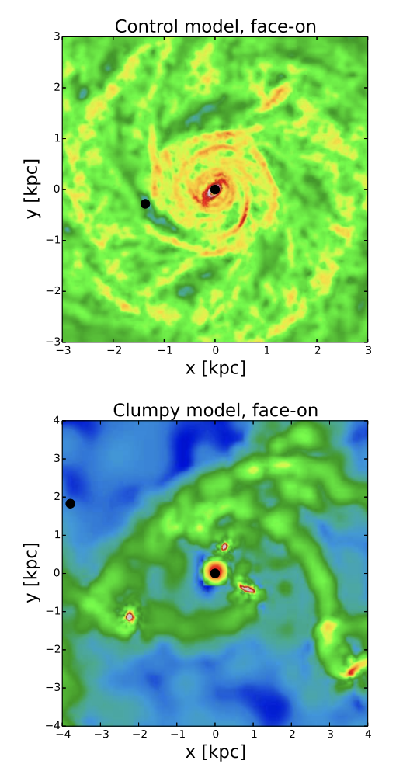 Control model, face-on
3
2
1
0
−1
−2
−3
y [kpc]
−3 −2 −1 0 1 2 3
x [kpc]
Clumpy model, face-on
4
3
2
1
0
−1
−2
−3
−4
y [kpc]
−4 −3 −2 −1 0 1 2 3 4
x [kpc]